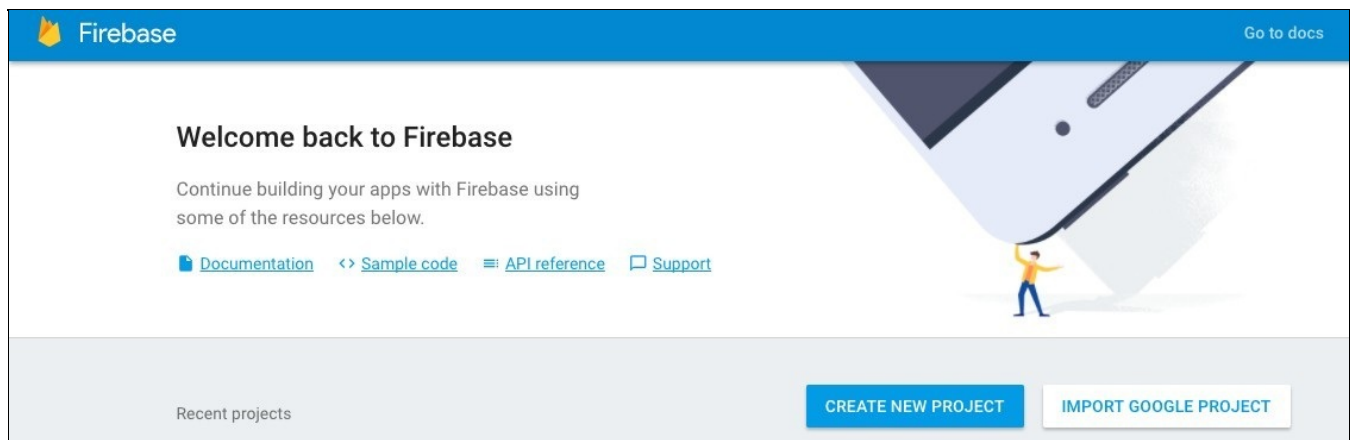 Firebase
Go to docs
Welcome back to Firebase
Continue building your apps with Firebase using
some of the resources below.
Documentation Sample code API reference Support
Recent projects
CREATE NEW PROJECT
IMPORT GOOGLE PROJECT